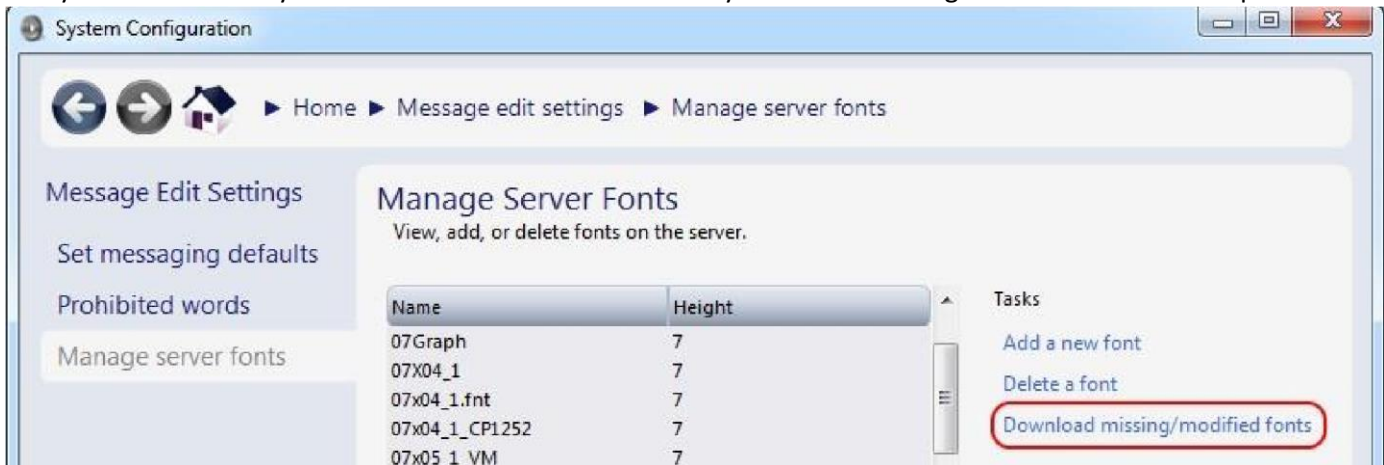 System Configuration
Home Message edit settings Manage server fonts
Message Edit Settings
Set messaging defaults
Prohibited words
Manage server fonts
Manage Server Fonts
View, add, or delete fonts on the server.
Name Height
07Graph 7
07X04_1 7
07x04_1.fnt 7
07x04_1_CP1252 7
07x05_1_VM 7
Tasks
Add a new font
Delete a font
Download missing/modified fonts